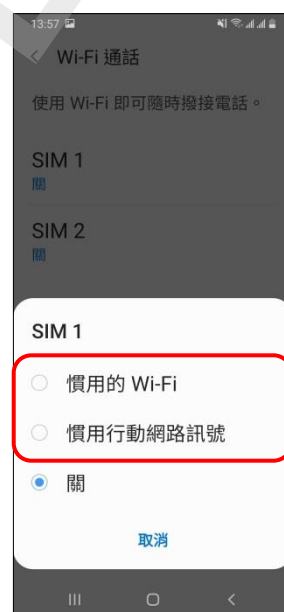 13:57
Wi-Fi 通話
使用 Wi-Fi 即可隨時撥接電話。
SIM 1
關
SIM 2
關
SIM 1
慣用的 Wi-Fi
慣用行動網路訊號
關
取消